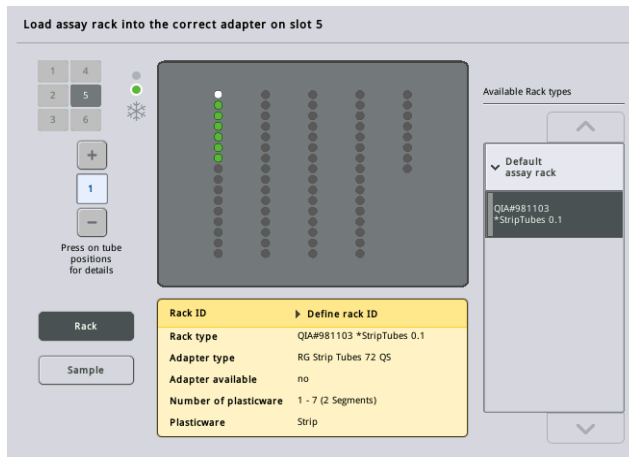 Load assay rack into the correct adapter on slot 5
1 4
2 5
3 6
+
1
−
Press on tube
positions
for details
Rack
Sample
Available Rack types
Default
assay rack
QIA#981103
*StripTubes 0.1
Rack ID Define rack ID
Rack type QIA#981103 *StripTubes 0.1
Adapter type RG Strip Tubes 72 QS
Adapter available no
Number of plasticware 1 - 7 (2 Segments)
Plasticware Strip